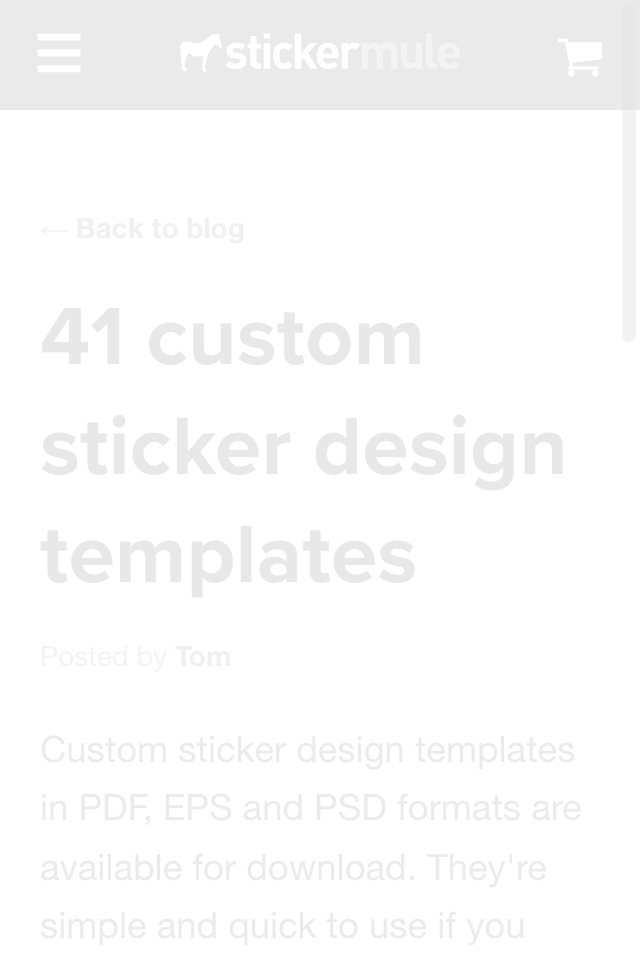 stickermule
← Back to blog
41 custom
sticker design
templates
Posted by Tom
Custom sticker design templates
in PDF, EPS and PSD formats are
available for download. They're
simple and quick to use if you